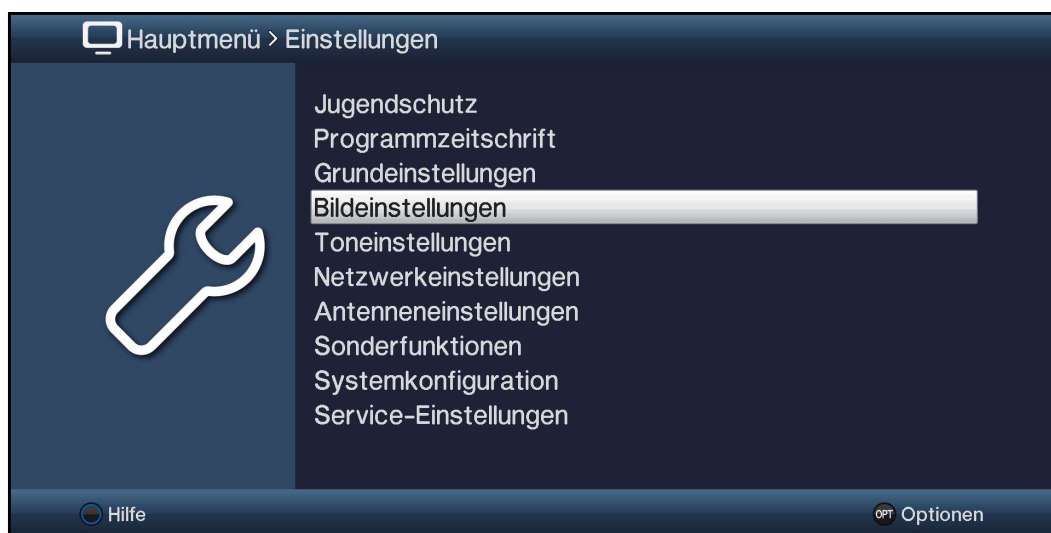 Hauptmenü > Einstellungen
Jugendschutz
Programmzeitschrift
Grundeinstellungen
Bildeinstellungen
Toneinstellungen
Netzwerkeinstellungen
Antenneneinstellungen
Sonderfunktionen
Systemkonfiguration
Service-Einstellungen
Hilfe
OPT Optionen